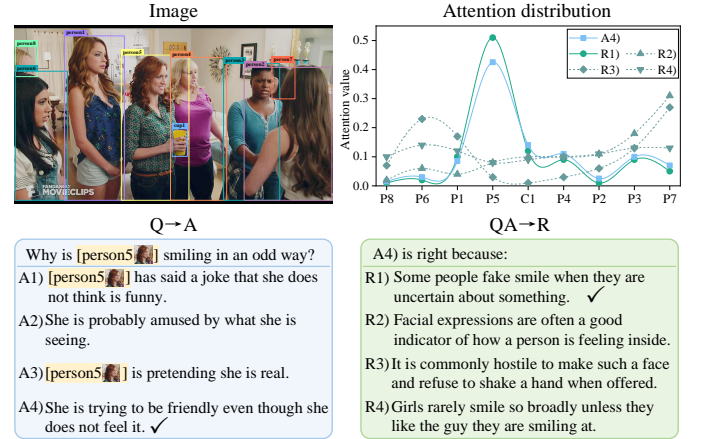 Image
Attention distribution
person8
person6
person1
person5
cup1
person3
person2
person7
FANDANGO
MOVIECLIPS
Attention value
0.5
0.4
0.3
0.2
0.1
0.0
P8 P6 P1 P5 C1 P4 P2 P3 P7
A4)
R1) R2)
R3) R4)
Q→A
Why is [person5] smiling in an odd way?
A1) [person5] has said a joke that she does
not think is funny.
A2) She is probably amused by what she is
seeing.
A3) [person5] is pretending she is real.
A4) She is trying to be friendly even though she
does not feel it. ✓
QA→R
A4) is right because:
R1) Some people fake smile when they are
uncertain about something. ✓
R2) Facial expressions are often a good
indicator of how a person is feeling inside.
R3) It is commonly hostile to make such a face
and refuse to shake a hand when offered.
R4) Girls rarely smile so broadly unless they
like the guy they are smiling at.